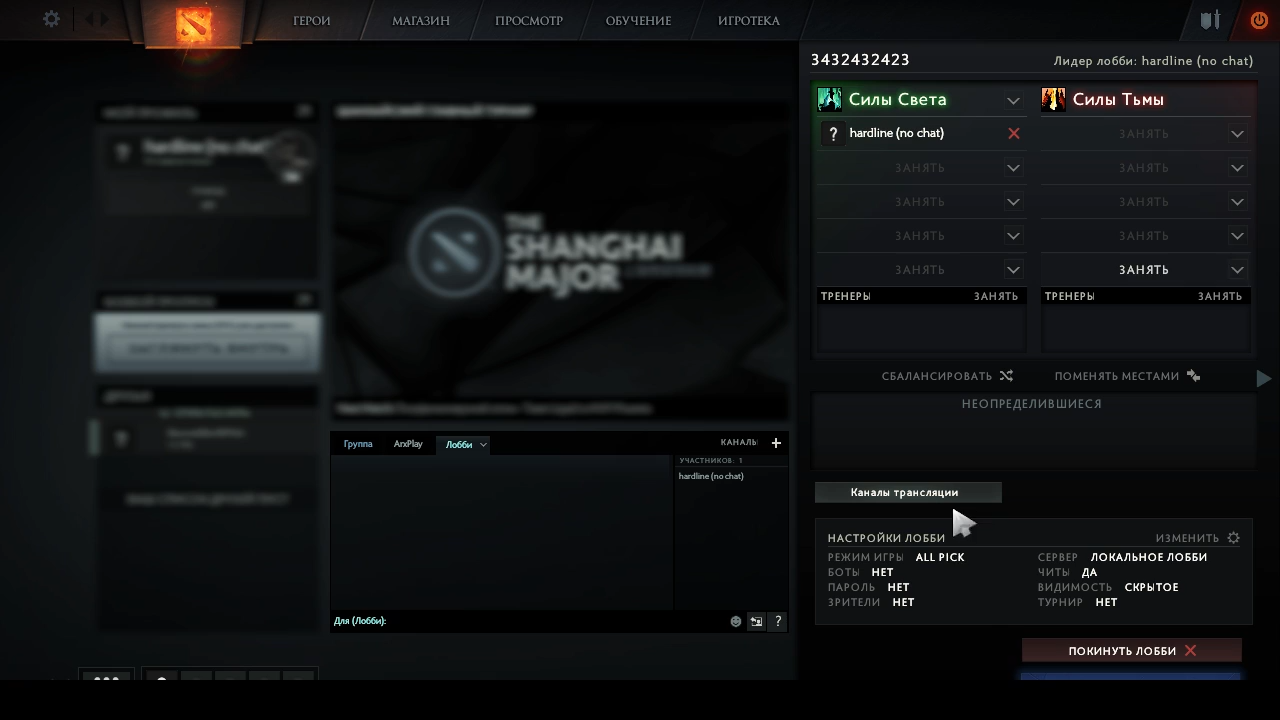 ГЕРОИ МАГАЗИН ПРОСМОТР ОБУЧЕНИЕ ИГРОТЕКА
3432432423 Лидер лобби: hardline (no chat)
Силы Света Силы Тьмы
? hardline (no chat) ЗАНЯТЬ
ЗАНЯТЬ ЗАНЯТЬ
ЗАНЯТЬ ЗАНЯТЬ
ЗАНЯТЬ ЗАНЯТЬ
ЗАНЯТЬ ЗАНЯТЬ
ТРЕНЕРЫ ЗАНЯТЬ ТРЕНЕРЫ ЗАНЯТЬ
СБАЛАНСИРОВАТЬ ПОМЕНЯТЬ МЕСТАМИ
НЕОПРЕДЕЛИВШИЕСЯ
hardline (no chat)
THE
SHANGHAI
MAJOR
Группа ArxPlay Лобби КАНАЛЫ +
УЧАСТНИКОВ: 1
hardline (no chat)
Для (Лобби): ?
Каналы трансляции
НАСТРОЙКИ ЛОББИ ИЗМЕНИТЬ
РЕЖИМ ИГРЫ ALL PICK СЕРВЕР ЛОКАЛЬНОЕ ЛОББИ
БОТЫ НЕТ ЧИТЫ ДА
ПАРОЛЬ НЕТ ВИДИМОСТЬ СКРЫТОЕ
ЗРИТЕЛИ НЕТ ТУРНИР НЕТ
ПОКИНУТЬ ЛОББИ